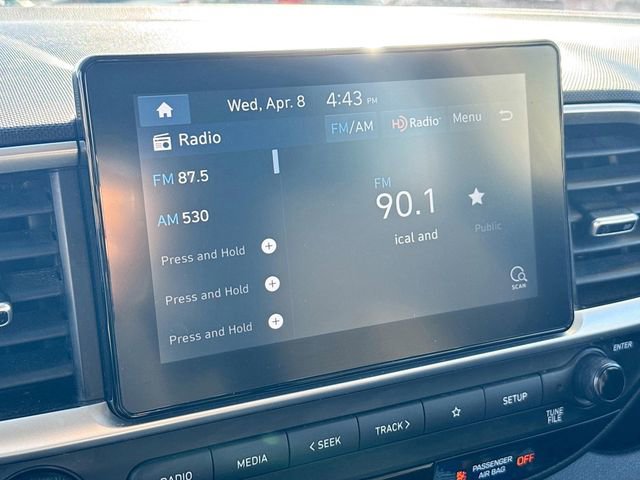 Wed, Apr. 8 4:43 PM
Radio FM/AM HD Radio Menu
FM 87.5
AM 530
Press and Hold
Press and Hold
Press and Hold
FM
90.1
ical and
Public
SCAN
ENTER
RADIO
MEDIA
< SEEK
TRACK >
SETUP
TUNE
FILE
PASSENGER
AIR BAG OFF